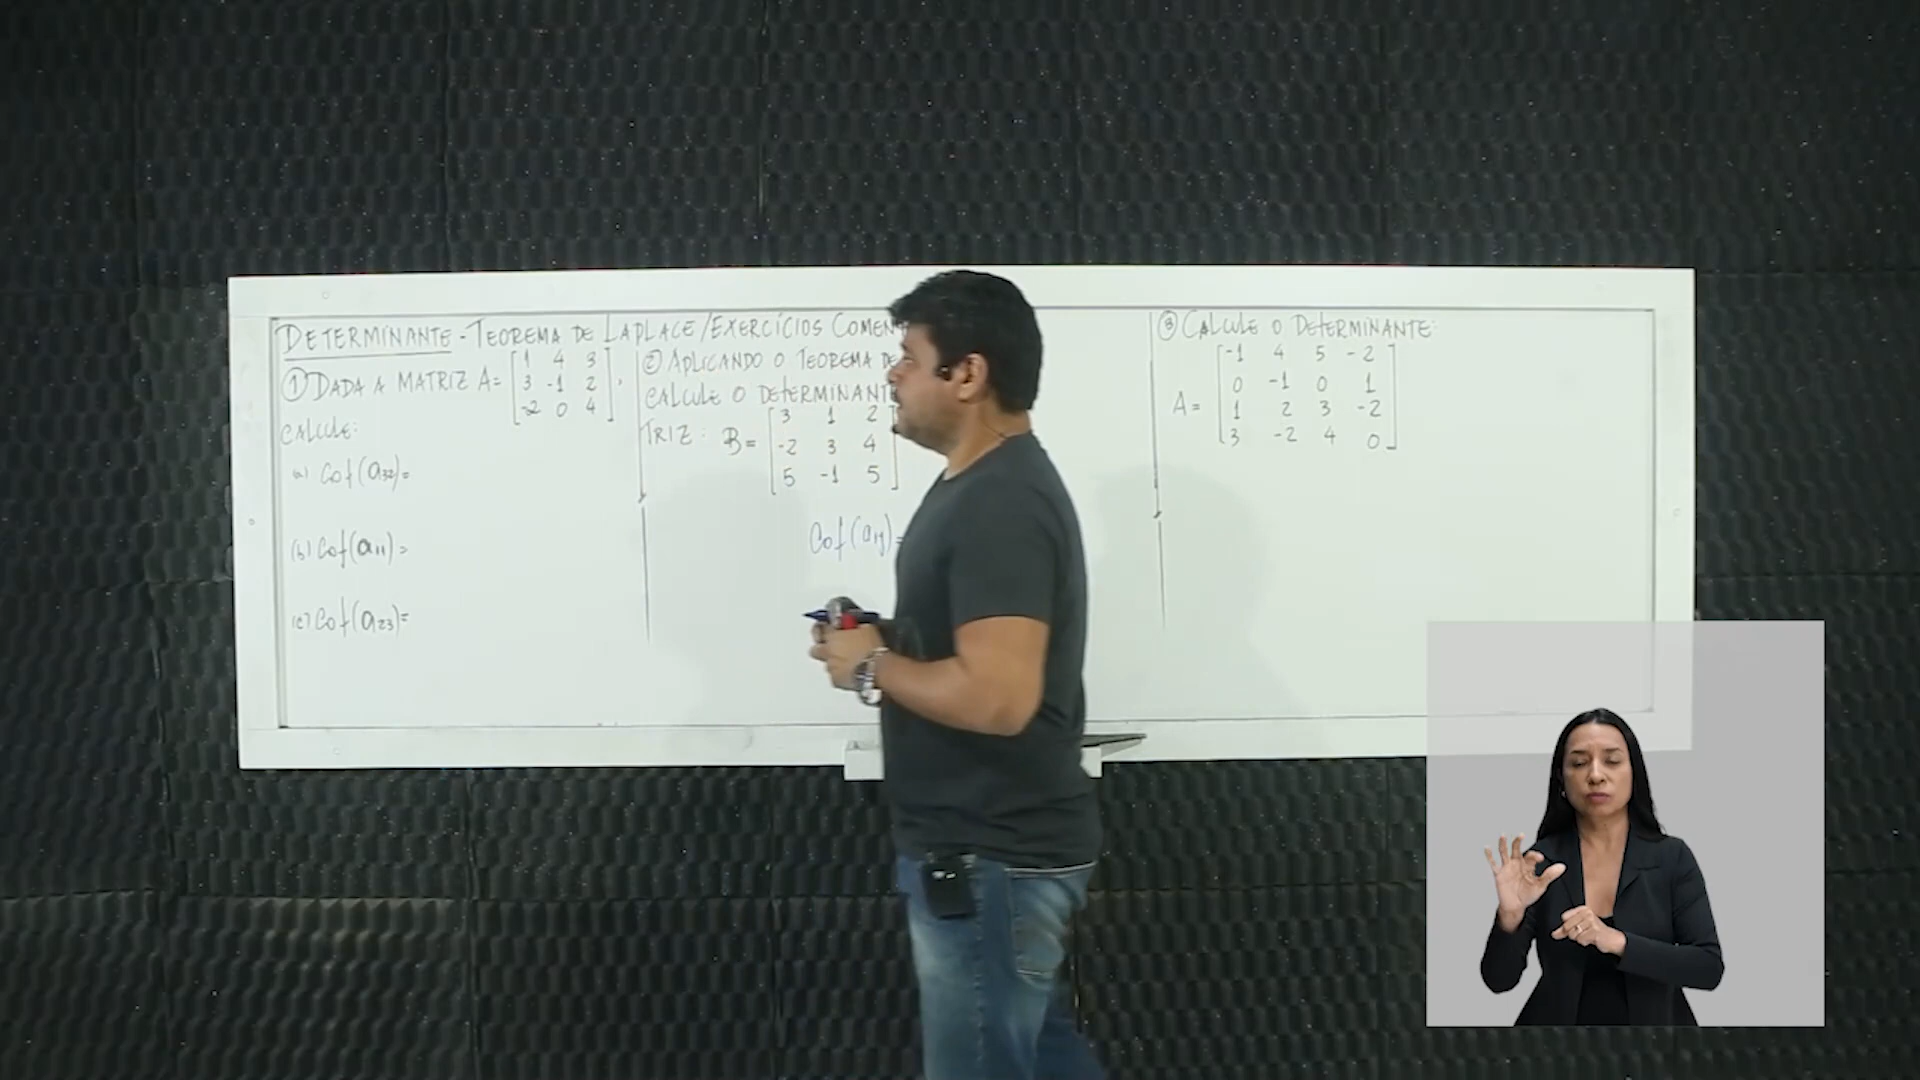 DETERMINANTE - TEOREMA DE LAPLACE/EXERCÍCIOS COMEN
① DADA A MATRIZ A= [1 4 3
3 -1 2
-2 0 4],
CALCULE:
(a) Cof(a32)=
(b) Cof(a11)=
(c) Cof(a23)=
② APLICANDO O TEOREMA DE
CALCULE O DETERMINANT
TRIZ: B= [3 1 2
-2 3 4
5 -1 5]
Cof(aij)=
③ CALCULE O DETERMINANTE:
A= [-1 4 5 -2
0 -1 0 1
1 2 3 -2
3 -2 4 0]